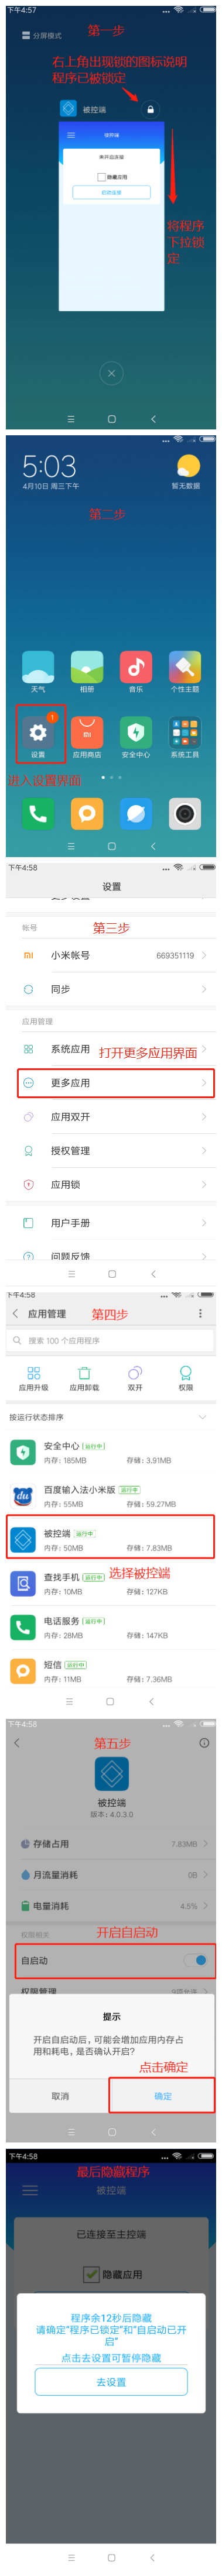 下午4:57
第一步
分屏模式
右上角出现锁的图标说明
程序已被锁定
被控端
被控端
隐藏应用
将程序
下拉锁
定
5:03
4月10日 周三下午
暂无数据
第二步
天气
相册
音乐
个性主题
1
设置
应用商店
安全中心
系统工具
进入设置界面
下午4:58
设置
帐号
第三步
小米帐号
669351119
同步
应用管理
系统应用
打开更多应用界面
更多应用
应用双开
授权管理
应用锁
用户手册
问题反馈
下午4:58
应用管理
第四步
搜索 100 个应用程序
应用升级
应用卸载
双开
权限
按运行状态排序
安全中心 运行中
内存: 185MB
存储: 3.91MB
百度输入法小米版 运行中
内存: 55MB
存储: 59.27MB
被控端 运行中
内存: 50MB
存储: 7.83MB
查找手机 运行中
选择被控端
内存: 10MB
存储: 127KB
电话服务 运行中
内存: 28MB
存储: 147KB
短信 运行中
内存: 11MB
存储: 7.36MB
下午4:58
第五步
被控端
版本: 4.0.3.0
存储占用
7.83MB
月流量消耗
0B
电量消耗
4.5%
权限相关
开启自启动
自启动
权限管理
提示
开启自启动后，可能会增加应用内存占
用和耗电，是否确认开启?
点击确定
取消
确定
下午4:58
最后隐藏程序
被控端
已连接至主控端
隐藏应用
程序余12秒后隐藏
请确定"程序已锁定"和"自启动已开
启"
点击去设置可暂停隐藏
去设置